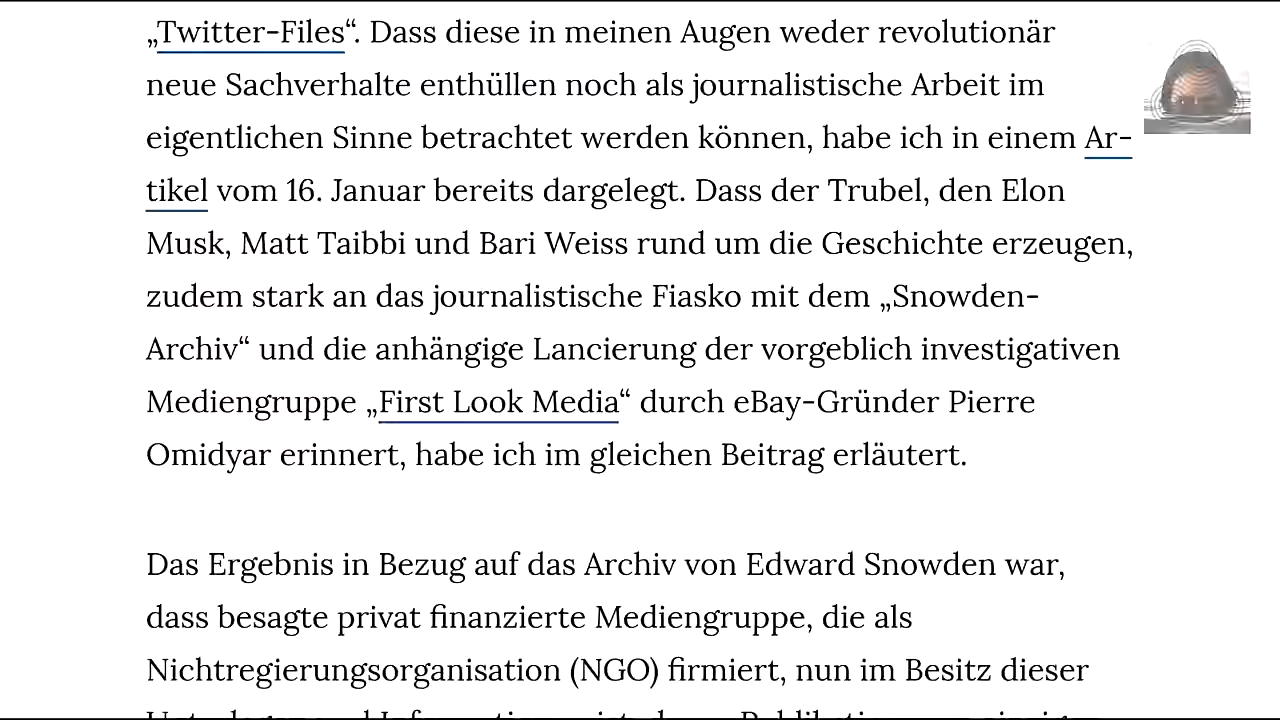 „Twitter-Files“. Dass diese in meinen Augen weder revolutionär
neue Sachverhalte enthüllen noch als journalistische Arbeit im
eigentlichen Sinne betrachtet werden können, habe ich in einem Ar-
tikel vom 16. Januar bereits dargelegt. Dass der Trubel, den Elon
Musk, Matt Taibbi und Bari Weiss rund um die Geschichte erzeugen,
zudem stark an das journalistische Fiasko mit dem „Snowden-
Archiv“ und die anhängige Lancierung der vorgeblich investigativen
Mediengruppe „First Look Media“ durch eBay-Gründer Pierre
Omidyar erinnert, habe ich im gleichen Beitrag erläutert.
Das Ergebnis in Bezug auf das Archiv von Edward Snowden war,
dass besagte privat finanzierte Mediengruppe, die als
Nichtregierungsorganisation (NGO) firmiert, nun im Besitz dieser